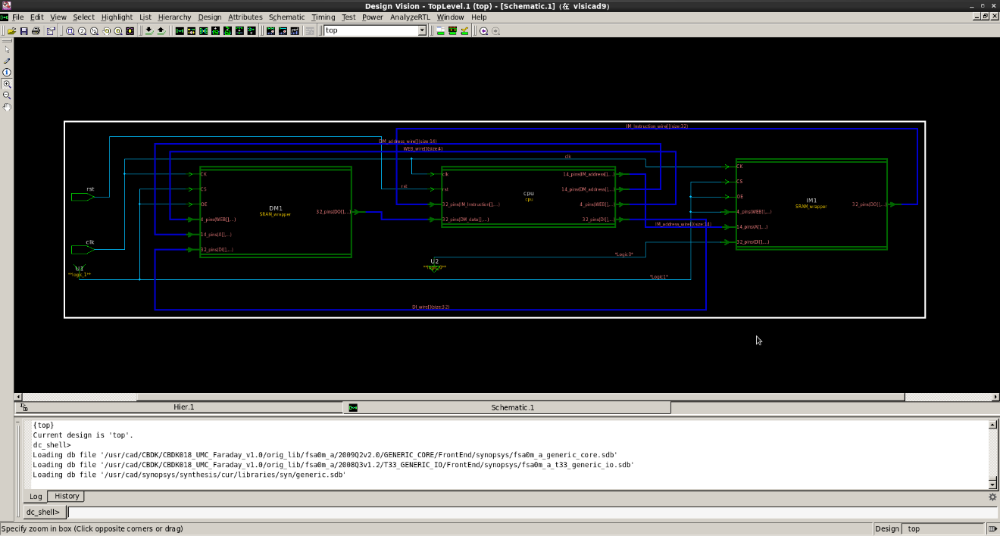 Design Vision - TopLevel.1 (top) - [Schematic.1] (在 vlsicad9)
File Edit View Select Highlight List Hierarchy Design Attributes Schematic Timing Test Power AnalyzeRTL Window Help
top
IM_Instruction_wire[](size:32)
DM_address_wire[](size:14)
WEB_wire[](size:4)
clk
rst
clk
U1
**logic_1**
CK
CS
OE
4_pins(WEB[],...)
14_pins(A[],...)
32_pins(DI[],...)
DM1
SRAM_wrapper
32_pins(DO[],...)
rst
clk
rst
32_pins(IM_Instruction[],...)
32_pins(DM_data[],...)
cpu
cpu
14_pins(IM_address[],...)
14_pins(DM_address[],...)
4_pins(WEB[],...)
32_pins(DI[],...)
IM_address_wire[](size:14)
CK
CS
OE
4_pins(WEB[],...)
14_pins(A[],...)
32_pins(DI[],...)
IM1
SRAM_wrapper
32_pins(DO[],...)
U2
**logic_0**
*Logic0*
*Logic1*
DI_wire[](size:32)
Hier.1
Schematic.1
{top}
Current design is 'top'.
dc_shell>
Loading db file '/usr/cad/CBDK/CBDK018_UMC_Faraday_v1.0/orig_lib/fsa0m_a/2009Q2v2.0/GENERIC_CORE/FrontEnd/synopsys/fsa0m_a_generic_core.sdb'
Loading db file '/usr/cad/CBDK/CBDK018_UMC_Faraday_v1.0/orig_lib/fsa0m_a/2008Q3v1.2/T33_GENERIC_IO/FrontEnd/synopsys/fsa0m_a_t33_generic_io.sdb'
Loading db file '/usr/cad/synopsys/synthesis/cur/libraries/syn/generic.sdb'
Log History
dc_shell>
Specify zoom in box (Click opposite corners or drag)
Design top